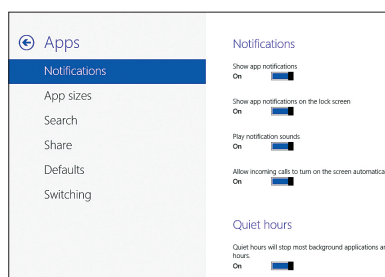 Apps
Notifications
App sizes
Search
Share
Defaults
Switching
Notifications
Show app notifications
On
Show app notifications on the lock screen
On
Play notification sounds
On
Allow incoming calls to turn on the screen automatica
On
Quiet hours
Quiet hours will stop most background applications an
hours.
On